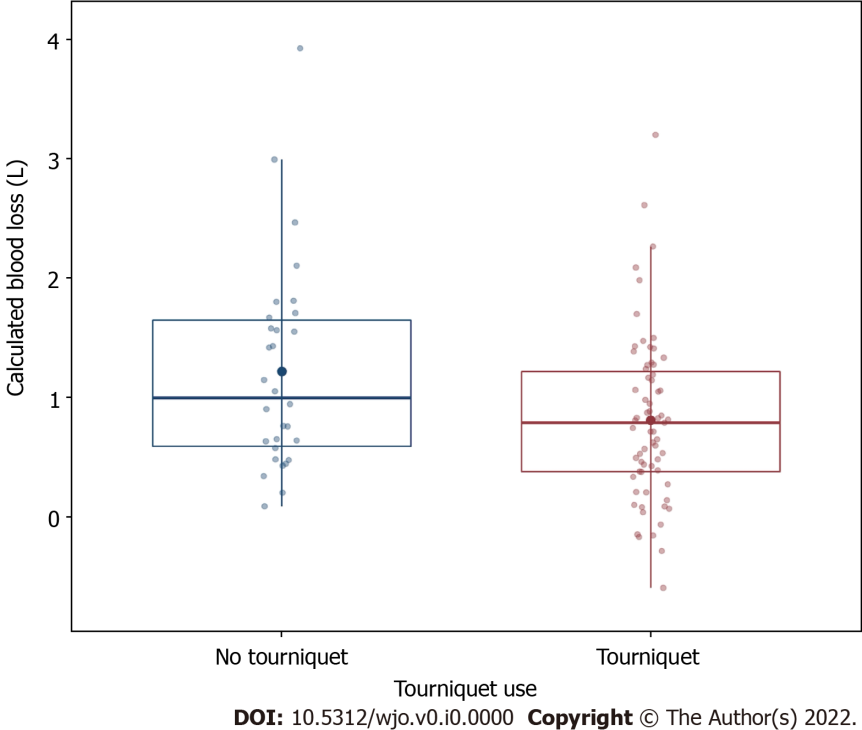 Calculated blood loss (L)
4
3
2
1
0
No tourniquet
Tourniquet
Tourniquet use
DOI: 10.5312/wjo.v0.i0.0000 Copyright © The Author(s) 2022.